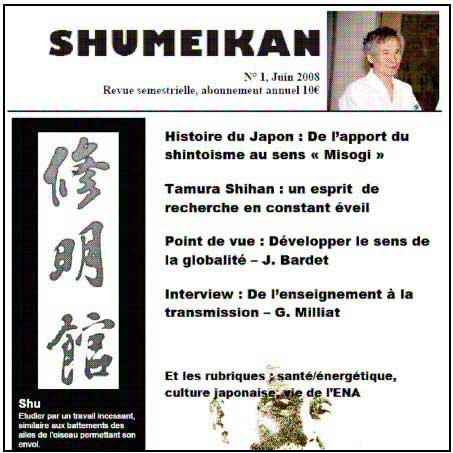 SHUMEIKAN
N° 1, Juin 2008
Revue semestrielle, abonnement annuel 10€
Histoire du Japon : De l’apport du
shintoisme au sens « Misogi »
Tamura Shihan : un esprit de
recherche en constant éveil
Point de vue : Développer le sens de
la globalité – J. Bardet
Interview : De l’enseignement à la
transmission – G. Milliat
Et les rubriques : santé/énergétique,
culture japonaise, vie de l’ENA
修
明
館
Shu
Etudier par un travail incessant,
similaire aux battements des
ailes de l’oiseau permettant son
envol.